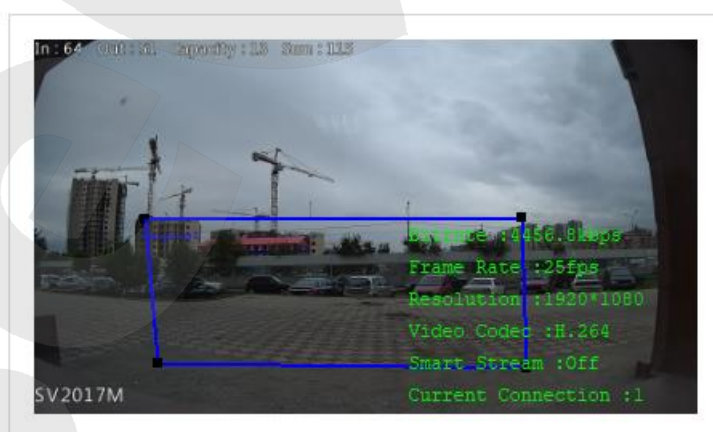 In : 64 Out : 51 Capacity : 13 Sum : 115
Bitrate :4456.8kbps
Frame Rate :25fps
Resolution :1920*1080
Video Codec :H.264
Smart Stream :Off
Current Connection :1
SV2017M